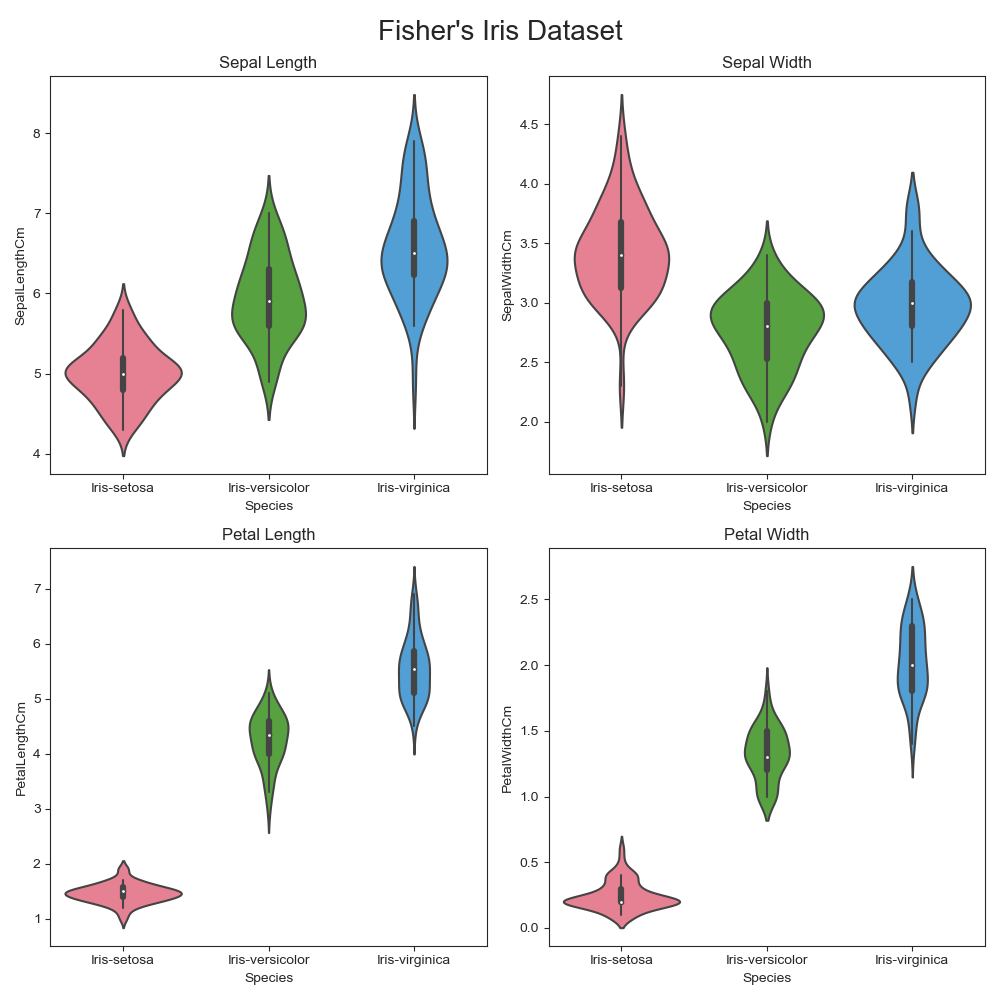 Fisher's Iris Dataset
Sepal Length
SepalLengthCm
8
7
6
5
4
Iris-setosa Iris-versicolor Iris-virginica
Species
Sepal Width
SepalWidthCm
4.5
4.0
3.5
3.0
2.5
2.0
Iris-setosa Iris-versicolor Iris-virginica
Species
Petal Length
PetalLengthCm
7
6
5
4
3
2
1
Iris-setosa Iris-versicolor Iris-virginica
Species
Petal Width
PetalWidthCm
2.5
2.0
1.5
1.0
0.5
0.0
Iris-setosa Iris-versicolor Iris-virginica
Species